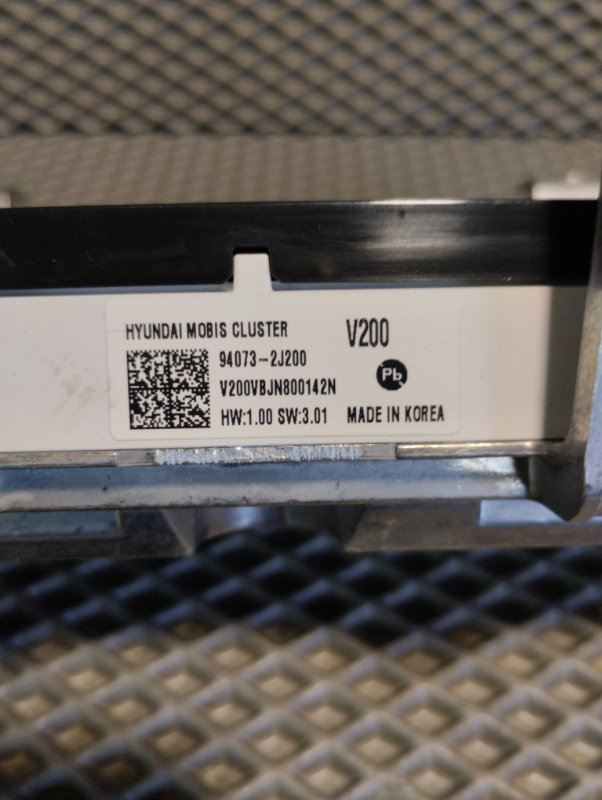 HYUNDAI MOBIS CLUSTER
V200
94073-2J200
Pb
V200VBJN800142N
HW:1.00 SW:3.01
MADE IN KOREA